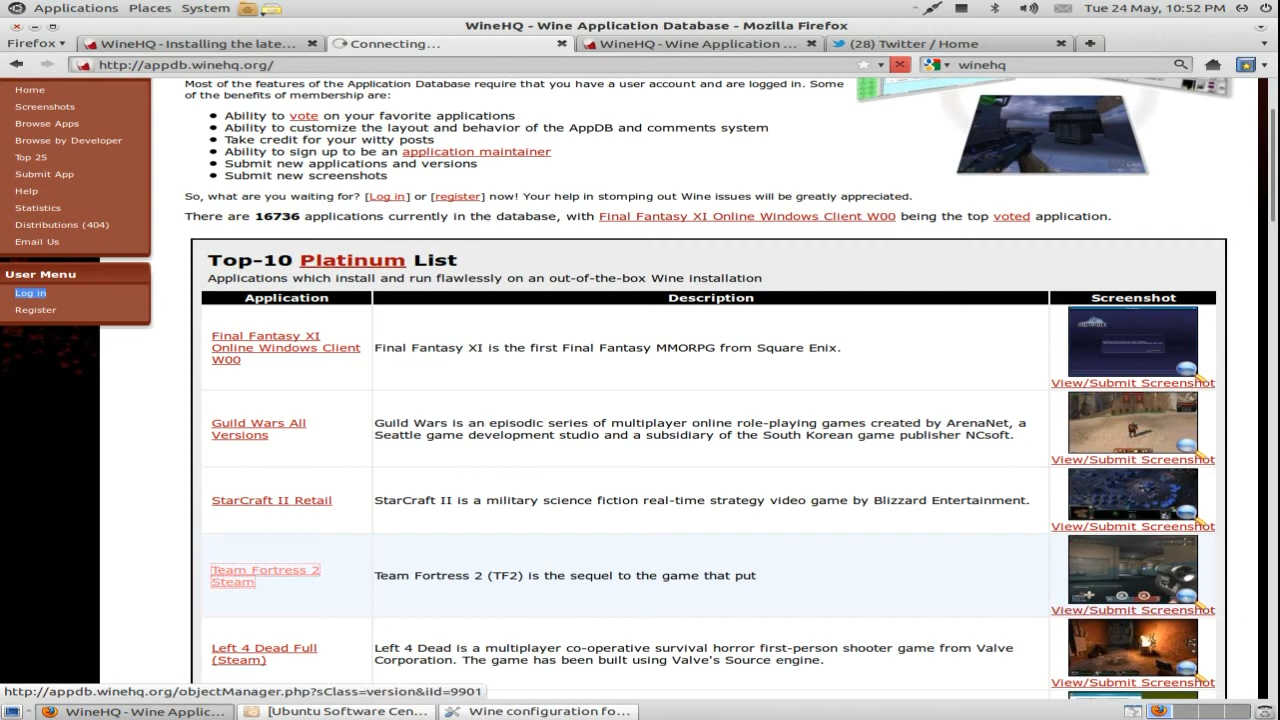 Applications Places System
Tue 24 May, 10:52 PM
WineHQ - Wine Application Database - Mozilla Firefox
Firefox
WineHQ - Installing the late...
Connecting...
WineHQ - Wine Application ...
(28) Twitter / Home
http://appdb.winehq.org/
winehq
Home
Screenshots
Browse Apps
Browse by Developer
Top 25
Submit App
Help
Statistics
Distributions (404)
Email Us
User Menu
Log in
Register
Most of the features of the Application Database require that you have a user account and are logged in. Some
of the benefits of membership are:
Ability to vote on your favorite applications
Ability to customize the layout and behavior of the AppDB and comments system
Take credit for your witty posts
Ability to sign up to be an application maintainer
Submit new applications and versions
Submit new screenshots
So, what are you waiting for? [Log in] or [register] now! Your help in stomping out Wine issues will be greatly appreciated.
There are 16736 applications currently in the database, with Final Fantasy XI Online Windows Client W00 being the top voted application.
Top-10 Platinum List
Applications which install and run flawlessly on an out-of-the-box Wine installation
Application Description Screenshot
Final Fantasy XI
Online Windows Client
W00
Final Fantasy XI is the first Final Fantasy MMORPG from Square Enix.
View/Submit Screenshot
Guild Wars All
Versions
Guild Wars is an episodic series of multiplayer online role-playing games created by ArenaNet, a
Seattle game development studio and a subsidiary of the South Korean game publisher NCsoft.
View/Submit Screenshot
StarCraft II Retail
StarCraft II is a military science fiction real-time strategy video game by Blizzard Entertainment.
View/Submit Screenshot
Team Fortress 2
Steam
Team Fortress 2 (TF2) is the sequel to the game that put
View/Submit Screenshot
Left 4 Dead Full
(Steam)
Left 4 Dead is a multiplayer co-operative survival horror first-person shooter game from Valve
Corporation. The game has been built using Valve's Source engine.
View/Submit Screenshot
WineHQ - Wine Applic...
[Ubuntu Software Cen...
Wine configuration fo...